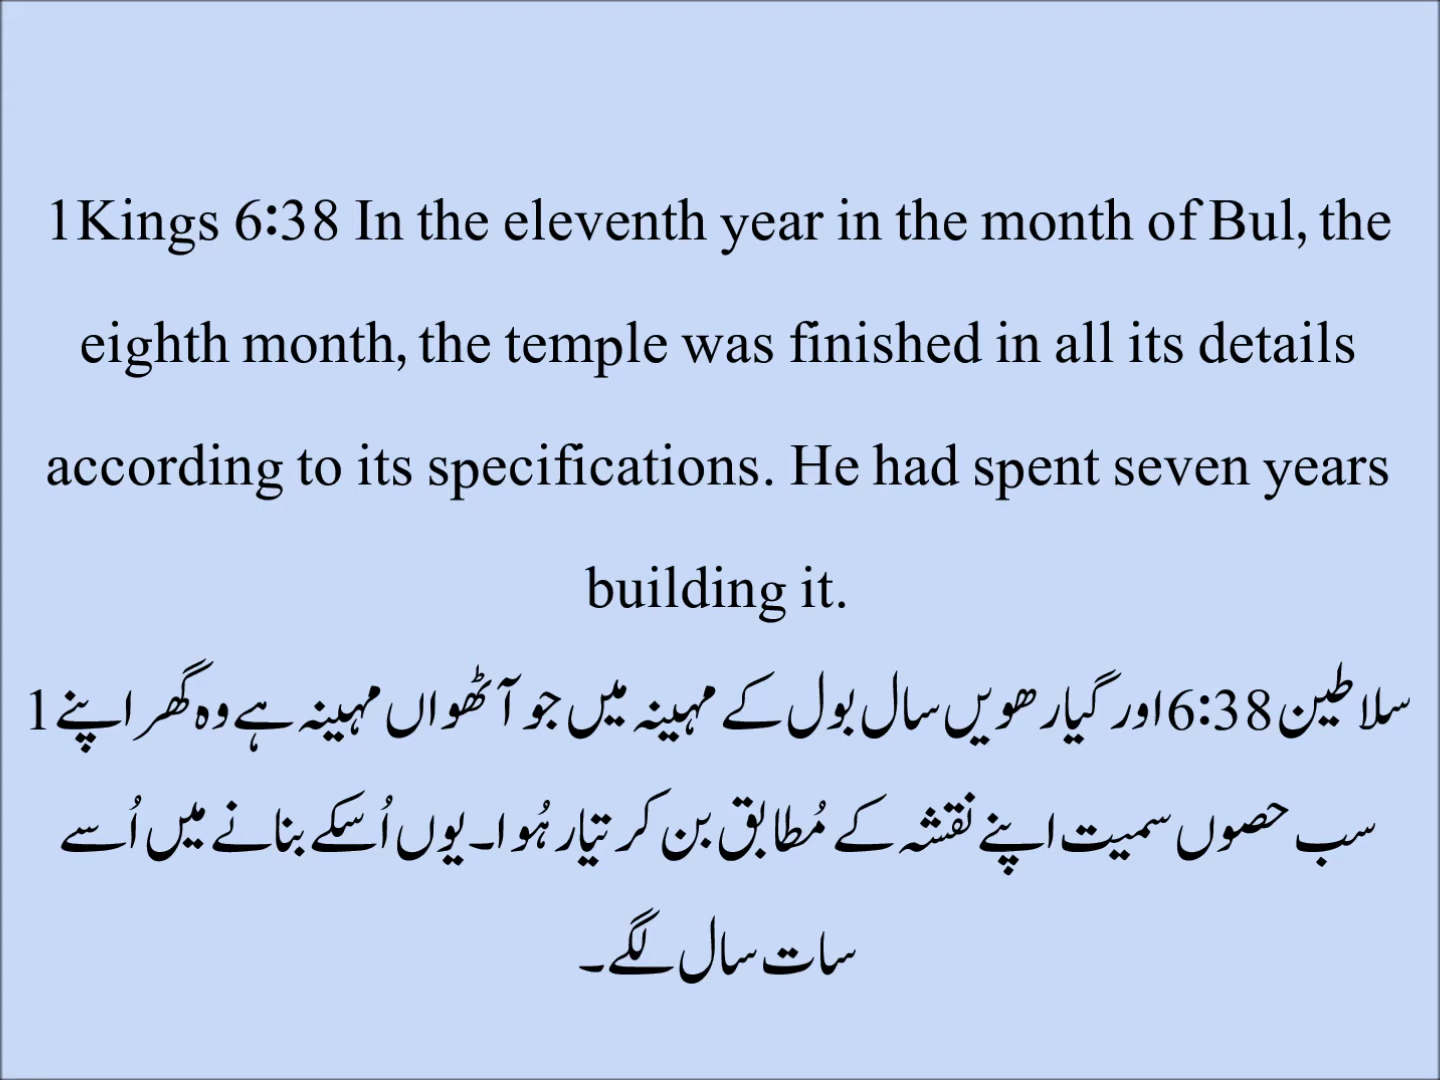 1Kings 6:38 In the eleventh year in the month of Bul, the
eighth month, the temple was finished in all its details
according to its specifications. He had spent seven years
building it.
سلاطین 6:38 اور گیارھویں سال بول کے مہینہ میں جو آٹھواں مہینہ ہے وہ گھر اپنے 1
سب حصوں سمیت اپنے نقشہ کے مُطابق بن کر تیار ہُوا۔ یوں اُسکے بنانے میں اُسے
سات سال لگے۔